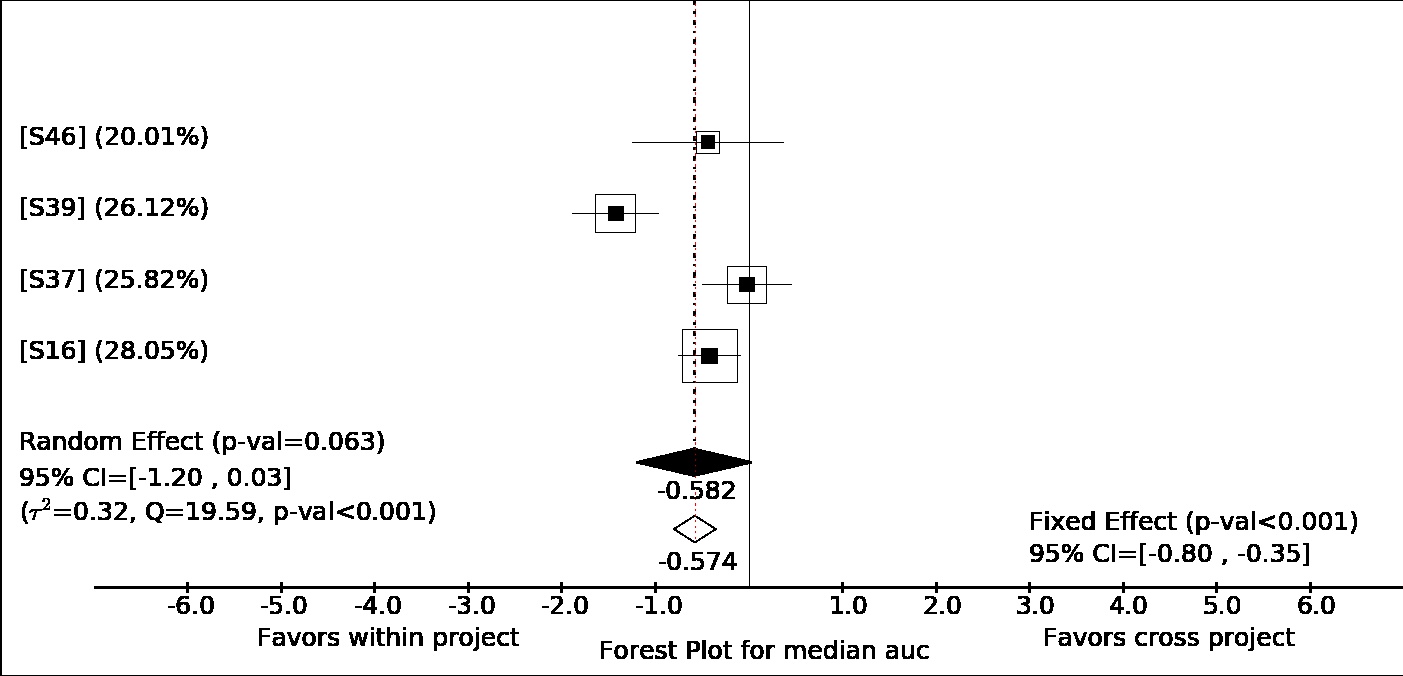 [S46] (20.01%)
[S39] (26.12%)
[S37] (25.82%)
[S16] (28.05%)
Random Effect (p-val=0.063)
95% CI=[-1.20 , 0.03]
(τ²=0.32, Q=19.59, p-val<0.001)
-0.582
-0.574
Fixed Effect (p-val<0.001)
95% CI=[-0.80 , -0.35]
-6.0 -5.0 -4.0 -3.0 -2.0 -1.0 1.0 2.0 3.0 4.0 5.0 6.0
Favors within project
Forest Plot for median auc
Favors cross project